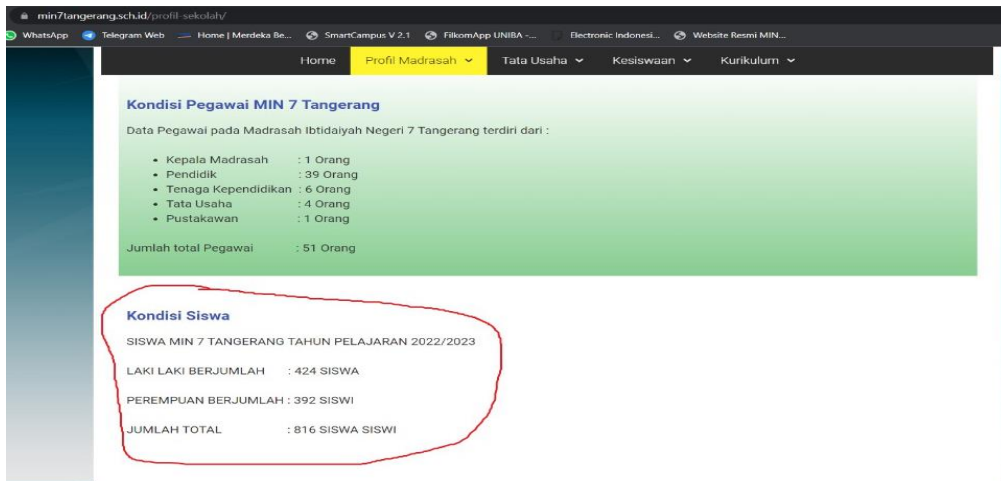 min7tangerang.sch.id/profil-sekolah/
WhatsApp Telegram Web Home | Merdeka Be... SmartCampus V 2.1 FilkomApp UNIBA -... Electronic Indonesi... Website Resmi MIN...
Home Profil Madrasah Tata Usaha Kesiswaan Kurikulum
Kondisi Pegawai MIN 7 Tangerang
Data Pegawai pada Madrasah Ibtidaiyah Negeri 7 Tangerang terdiri dari :
• Kepala Madrasah : 1 Orang
• Pendidik : 39 Orang
• Tenaga Kependidikan : 6 Orang
• Tata Usaha : 4 Orang
• Pustakawan : 1 Orang
Jumlah total Pegawai : 51 Orang
Kondisi Siswa
SISWA MIN 7 TANGERANG TAHUN PELAJARAN 2022/2023
LAKI LAKI BERJUMLAH : 424 SISWA
PEREMPUAN BERJUMLAH : 392 SISWI
JUMLAH TOTAL : 816 SISWA SISWI